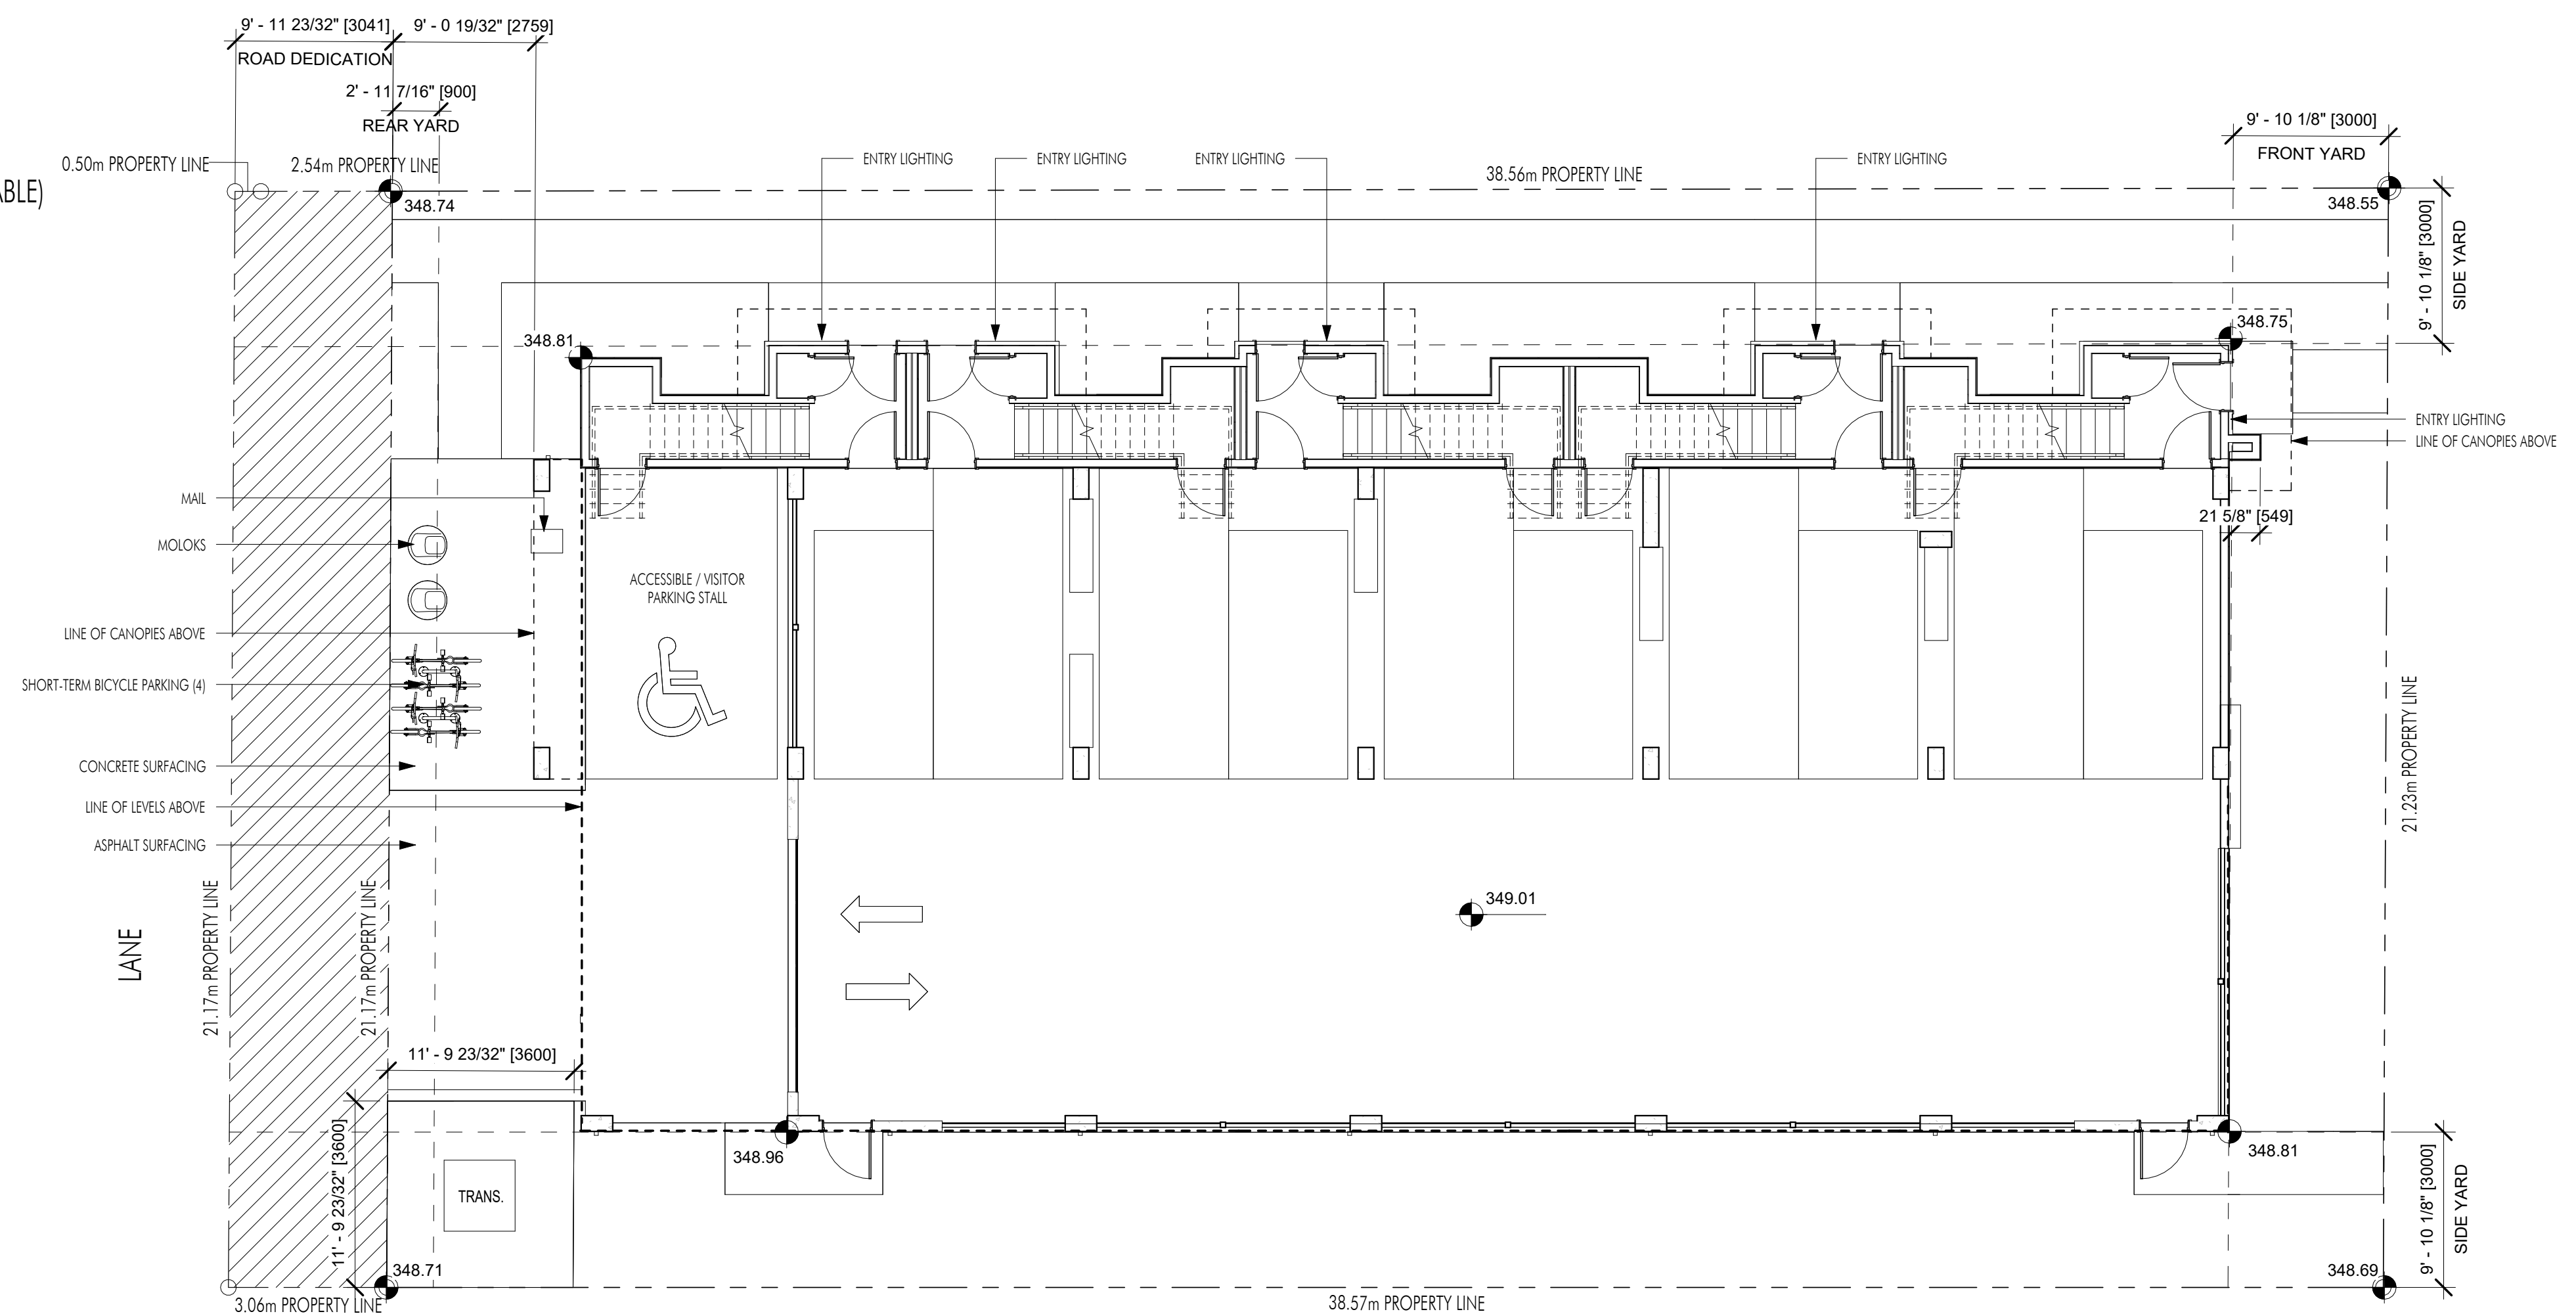 9' - 11 23/32" [3041]
9' - 0 19/32" [2759]
ROAD DEDICATION
2' - 11 7/16" [900]
REAR YARD
9' - 10 1/8" [3000]
FRONT YARD
0.50m PROPERTY LINE
2.54m PROPERTY LINE
ENTRY LIGHTING
ENTRY LIGHTING
ENTRY LIGHTING
ENTRY LIGHTING
38.56m PROPERTY LINE
ABLE)
348.74
348.55
9' - 10 1/8" [3000]
SIDE YARD
348.81
348.75
ENTRY LIGHTING
LINE OF CANOPIES ABOVE
MAIL
21 5/8" [549]
MOLOKS
ACCESSIBLE / VISITOR
PARKING STALL
LINE OF CANOPIES ABOVE
SHORT-TERM BICYCLE PARKING (4)
CONCRETE SURFACING
LINE OF LEVELS ABOVE
ASPHALT SURFACING
21.23m PROPERTY LINE
349.01
LANE
21.17m PROPERTY LINE
21.17m PROPERTY LINE
11' - 9 23/32" [3600]
11' - 9 23/32" [3600]
348.96
348.81
TRANS.
9' - 10 1/8" [3000]
SIDE YARD
348.71
348.69
3.06m PROPERTY LINE
38.57m PROPERTY LINE